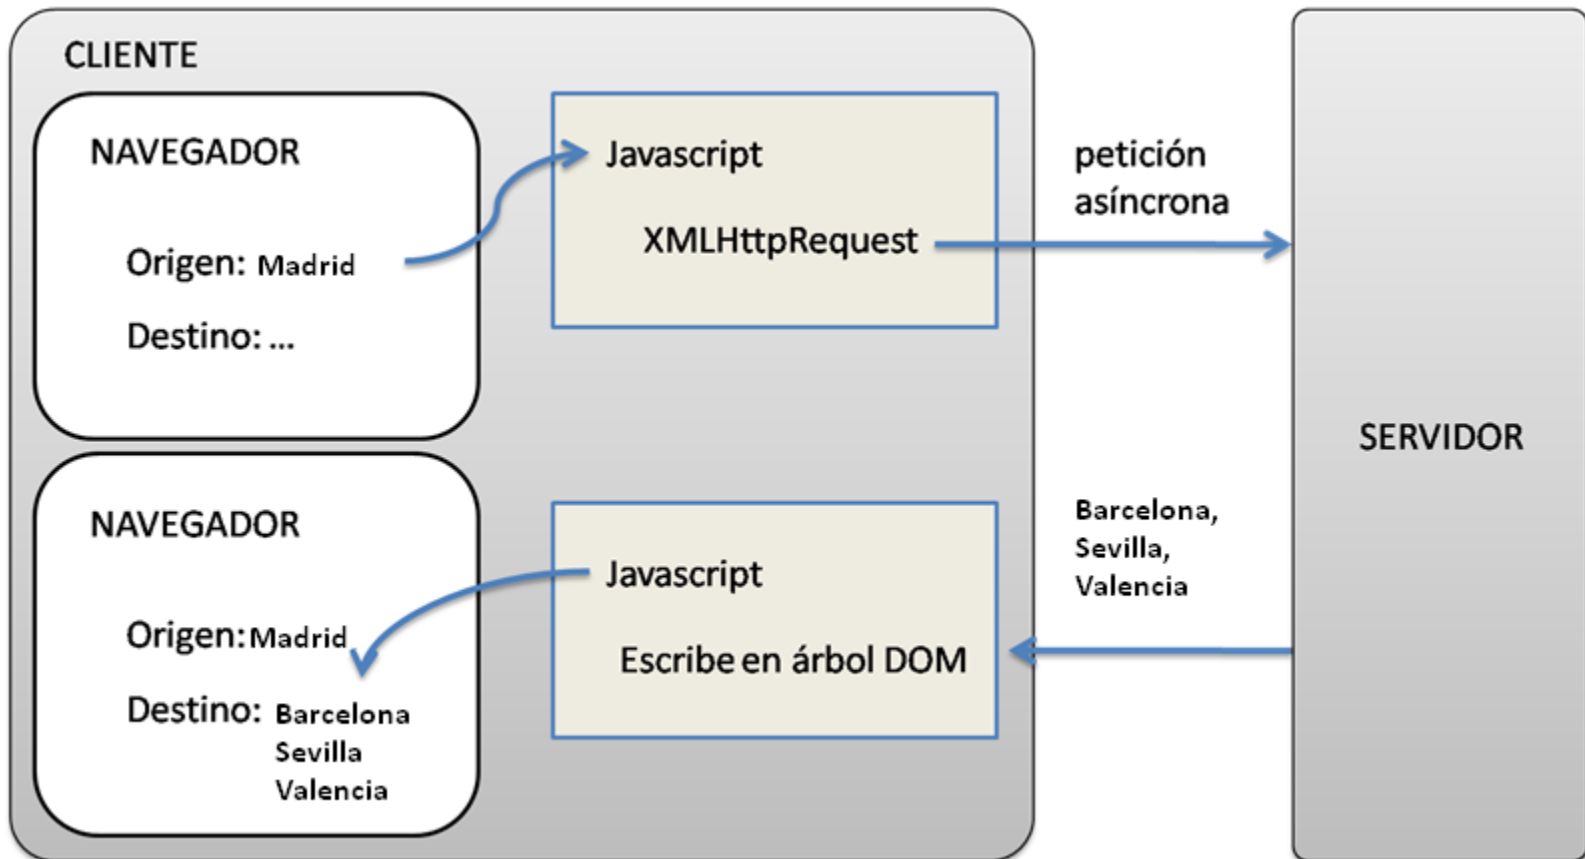 CLIENTE
NAVEGADOR
Origen: Madrid
Destino: ...
Javascript
XMLHttpRequest
petición
asíncrona
SERVIDOR
NAVEGADOR
Origen: Madrid
Destino: Barcelona
Sevilla
Valencia
Javascript
Escribe en árbol DOM
Barcelona,
Sevilla,
Valencia